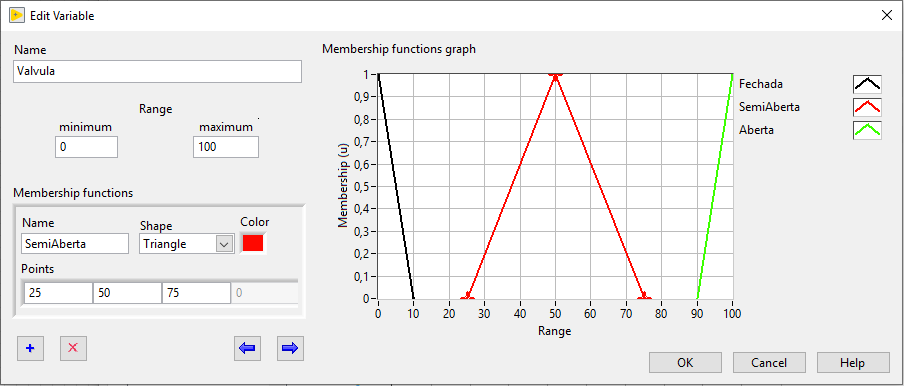 Edit Variable
Name
Valvula
Range
minimum
maximum
0
100
Membership functions
Name
Shape
Color
SemiAberta
Triangle
Points
25
50
75
0
Membership functions graph
Membership (u)
1
0,9
0,8
0,7
0,6
0,5
0,4
0,3
0,2
0,1
0
0 10 20 30 40 50 60 70 80 90 100
Range
Fechada
SemiAberta
Aberta
OK
Cancel
Help